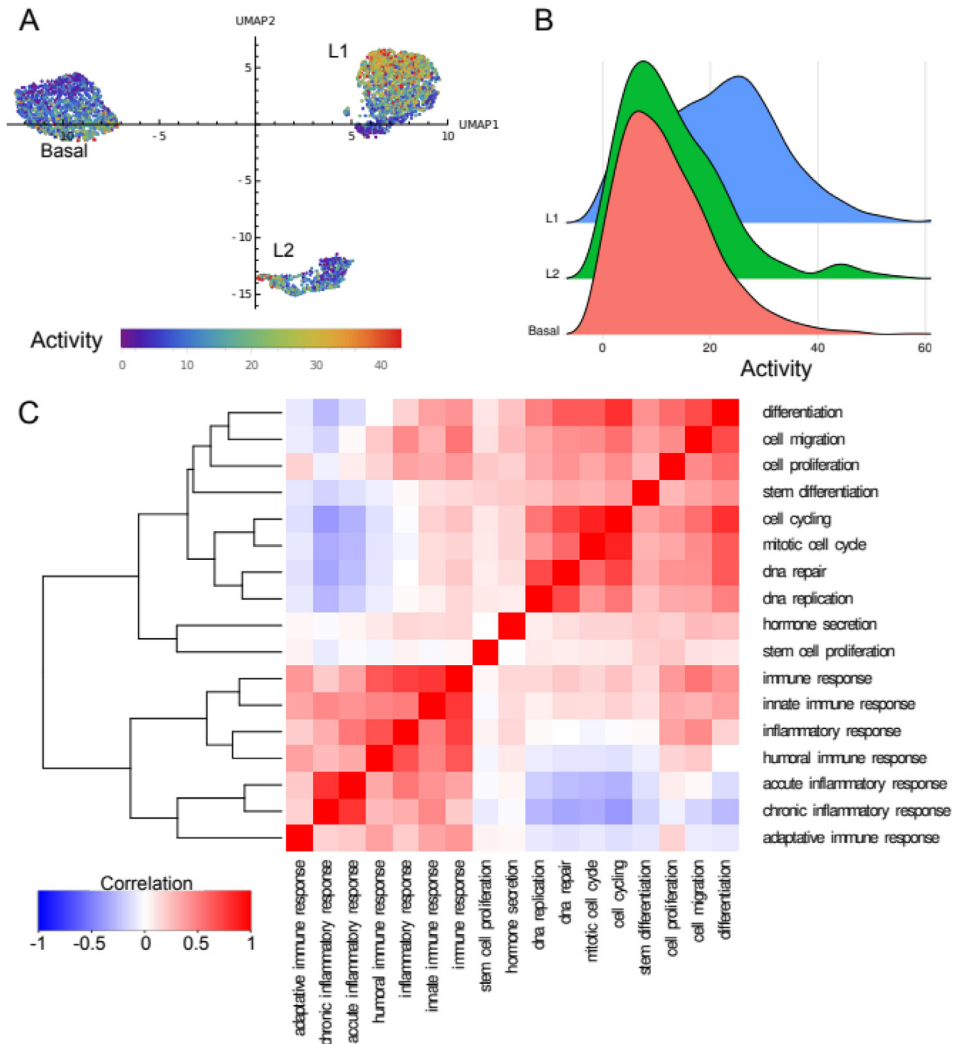 A
UMAP2
L1
5
UMAP1
-10
-5
5
10
Basal
-5
-10
L2
-15
Activity
0
10
20
30
40
B
L1
L2
Basal
0
20
40
60
Activity
C
differentiation
cell migration
cell proliferation
stem differentiation
cell cycling
mitotic cell cycle
dna repair
dna replication
hormone secretion
stem cell proliferation
immune response
innate immune response
inflammatory response
humoral immune response
accute inflammatory response
chronic inflammatory response
adaptative immune response
Correlation
-1
-0.5
0
0.5
1
adaptative immune response
chronic inflammatory response
accute inflammatory response
humoral immune response
inflammatory response
innate immune response
immune response
stem cell proliferation
hormone secretion
dna replication
dna repair
mitotic cell cycle
cell cycling
stem differentiation
cell proliferation
cell migration
differentiation